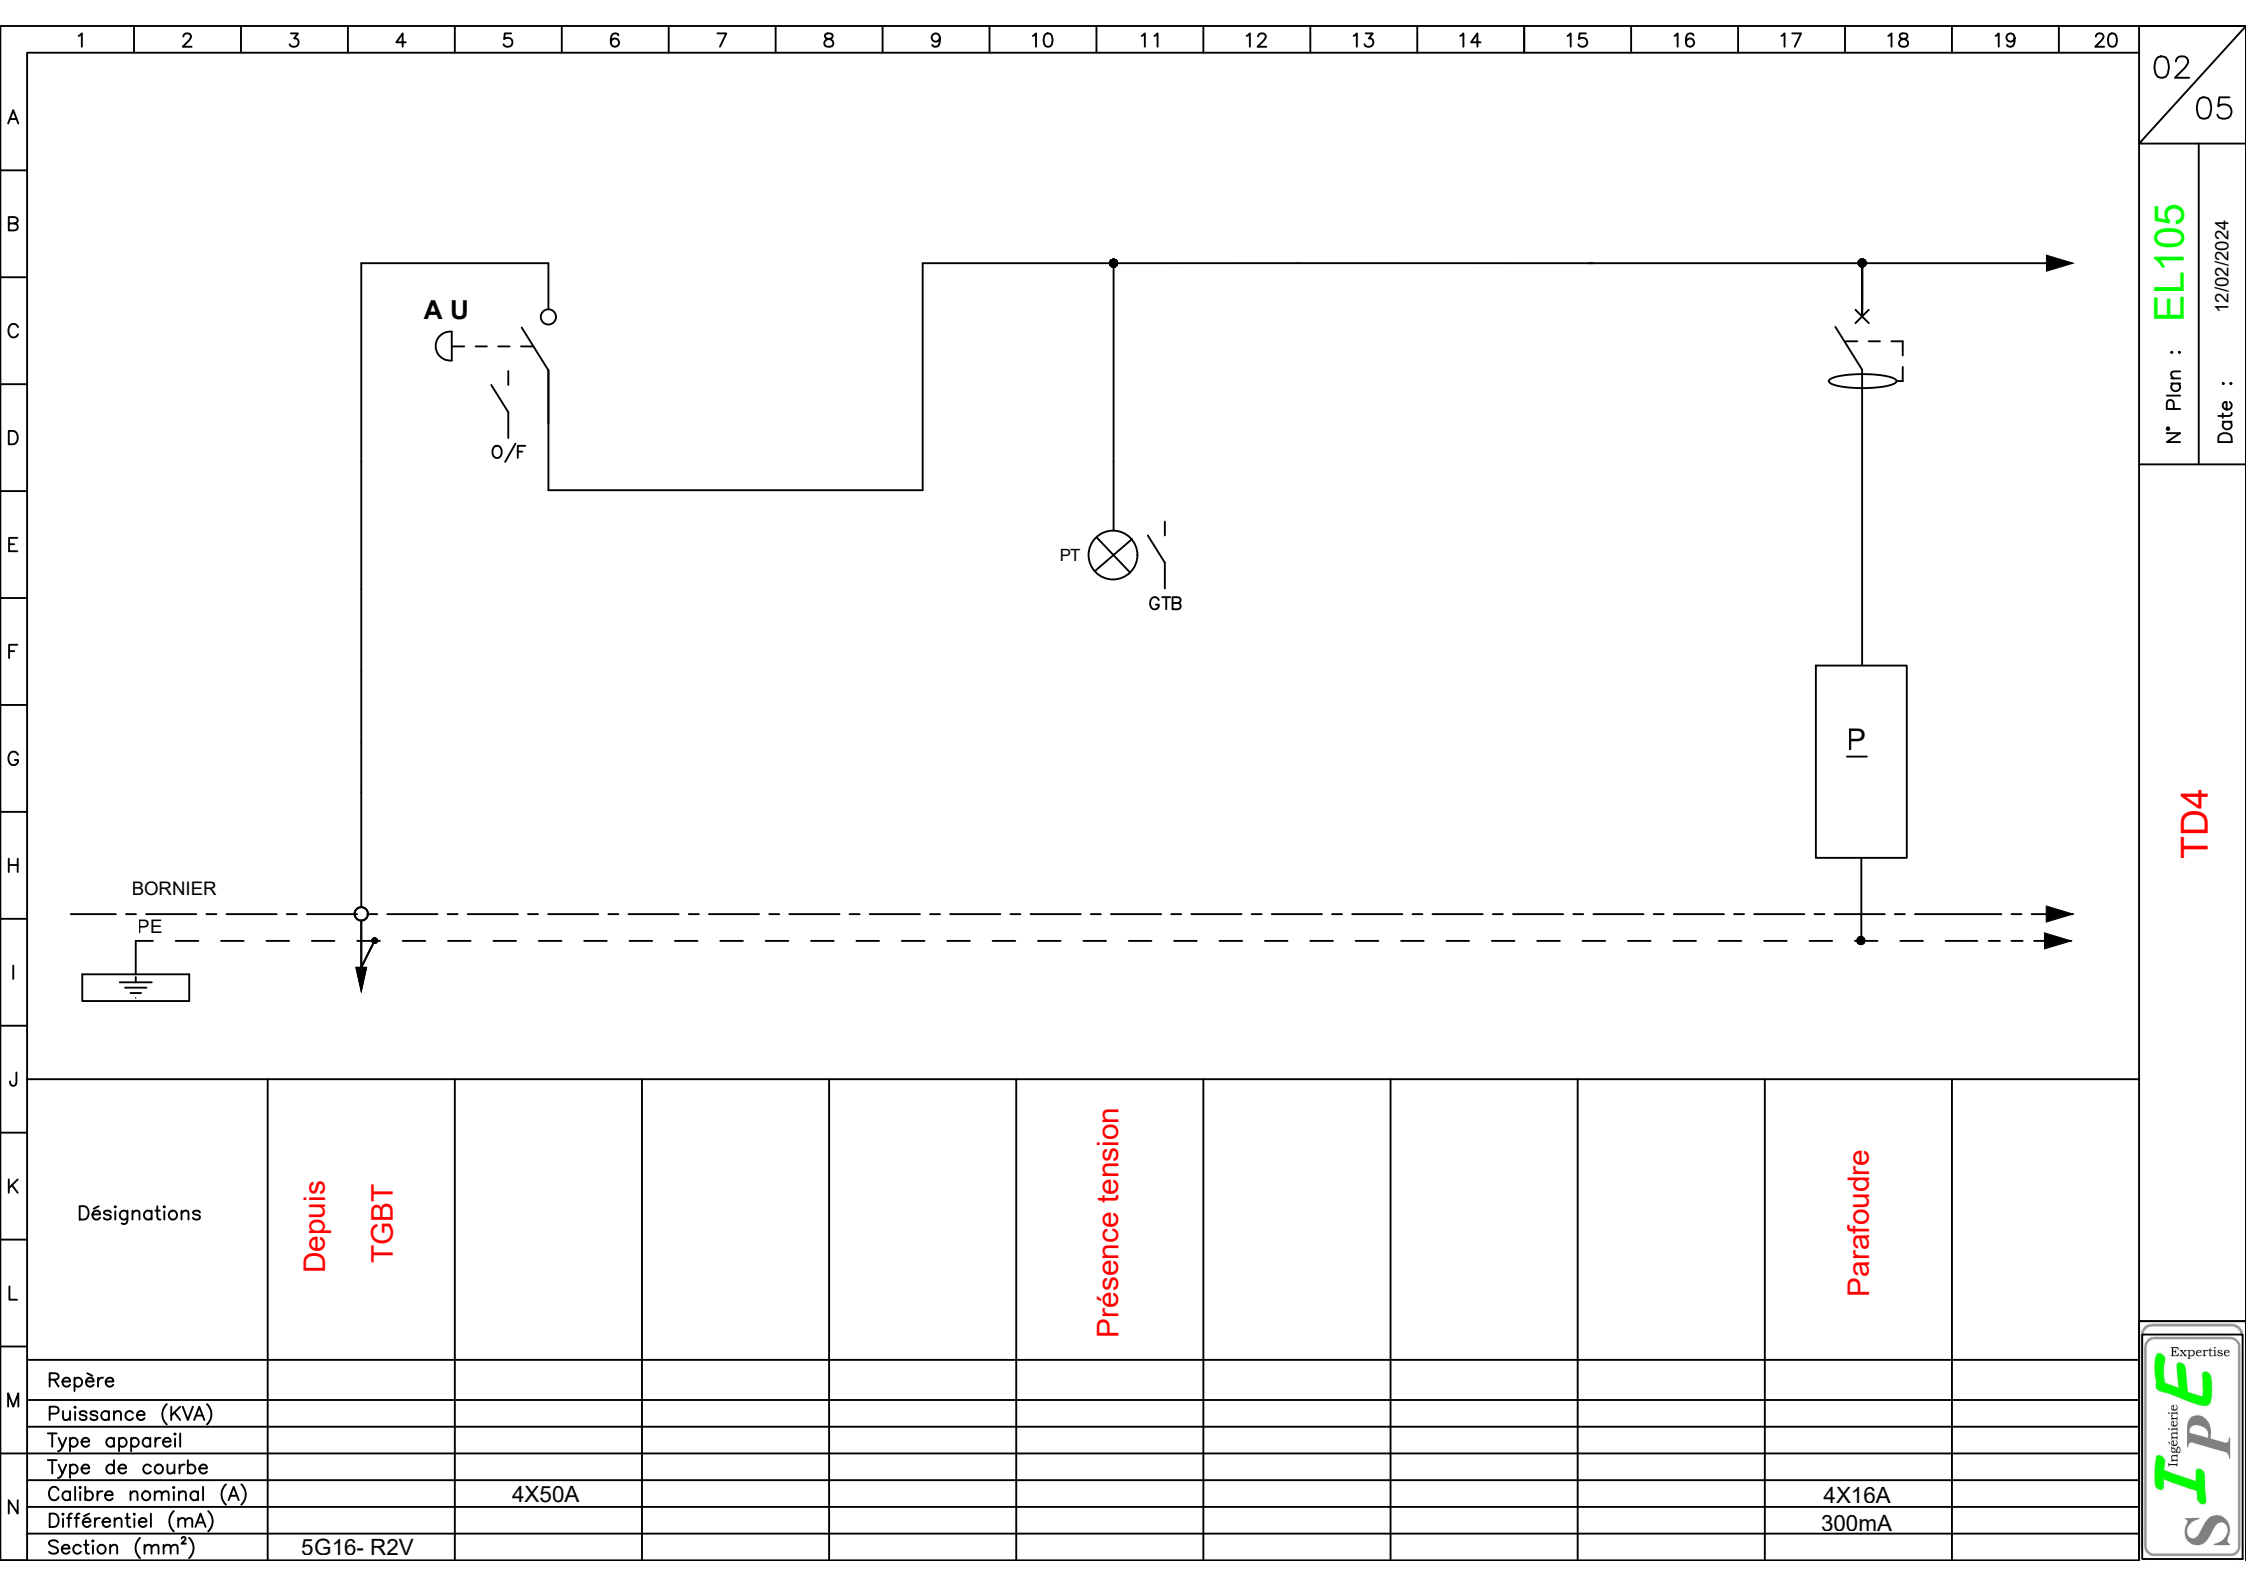 1 2 3 4 5 6 7 8 9 10 11 12 13 14 15 16 17 18 19 20
A
B
C
D
E
F
G
H
I
J
K
L
M
N
02
05
N° Plan : EL105
Date : 12/02/2024
TD4
A U
O/F
PT
GTB
P
BORNIER
PE
Désignations
Depuis
TGBT
Présence tension
Parafoudre
Repère
Puissance (KVA)
Type appareil
Type de courbe
Calibre nominal (A) 4X50A 4X16A
Différentiel (mA) 300mA
Section (mm²) 5G16- R2V
S I P E
Ingénierie
Expertise